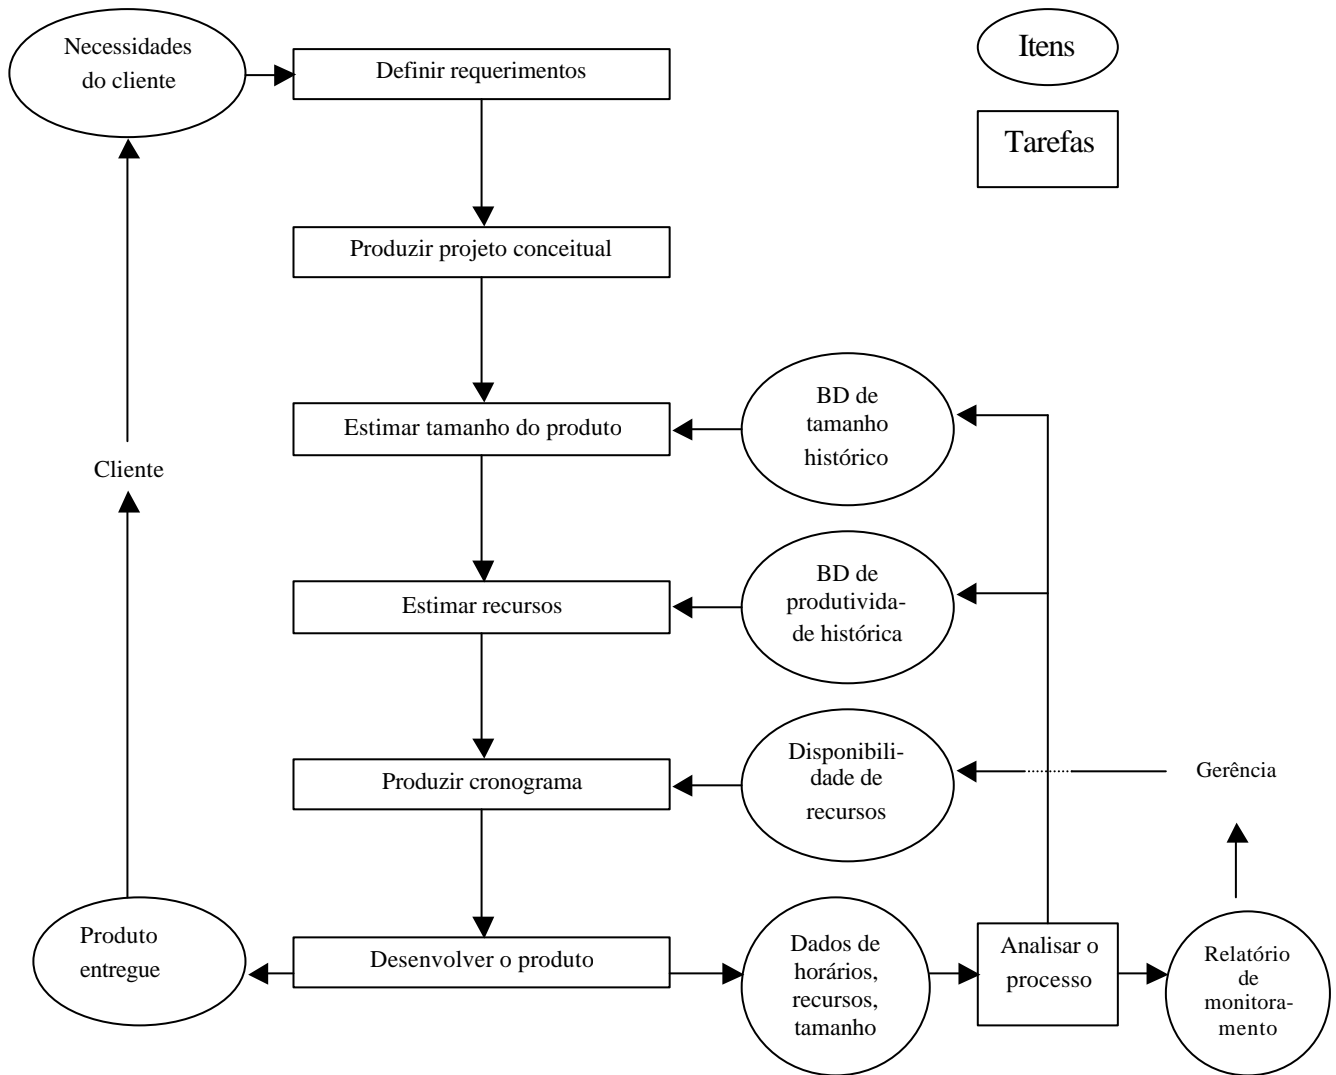 Necessidades
do cliente
Definir requerimentos
Itens
Tarefas
Produzir projeto conceitual
Estimar tamanho do produto
BD de
tamanho
histórico
Cliente
Estimar recursos
BD de
produtivida-
de histórica
Produzir cronograma
Disponibili-
dade de
recursos
Gerência
Produto
entregue
Desenvolver o produto
Dados de
horários,
recursos,
tamanho
Analisar o
processo
Relatório
de
monitora-
mento